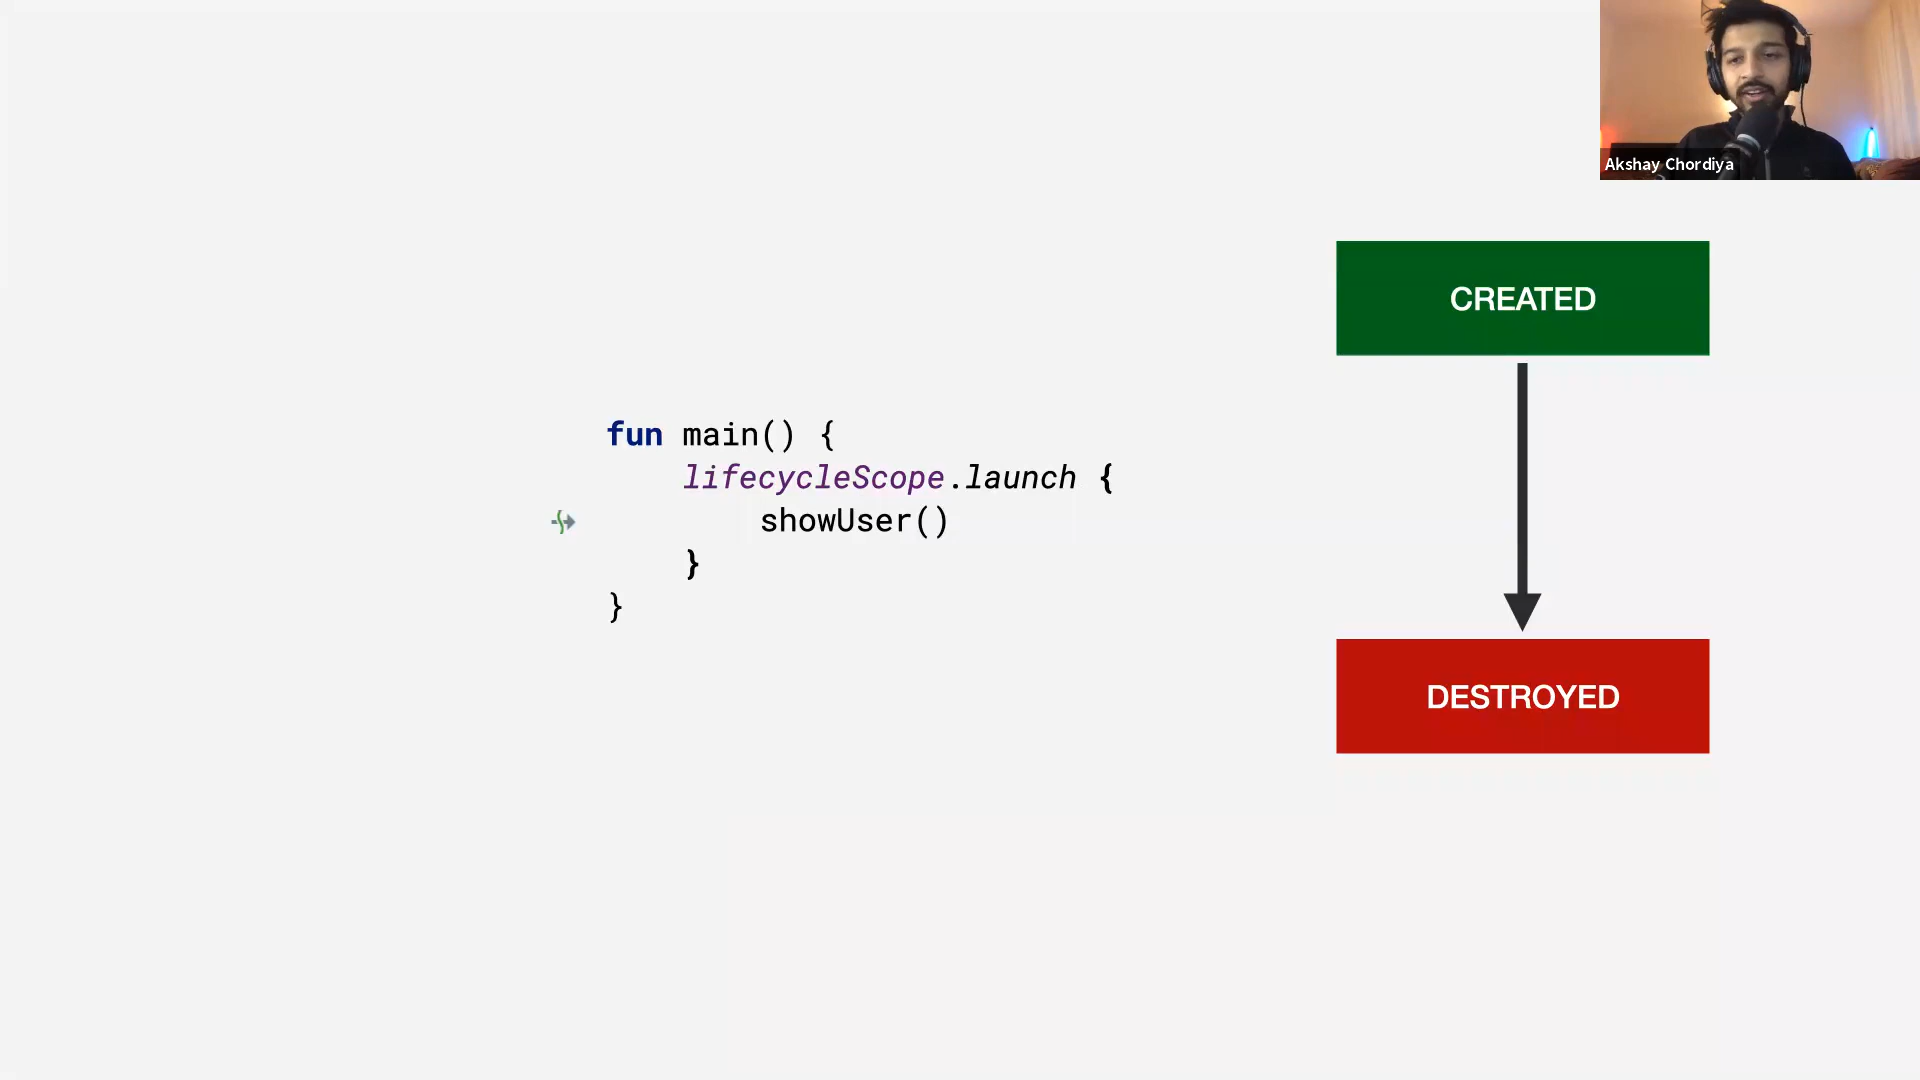 Akshay Chordiya
CREATED
fun main() {
lifecycleScope.launch {
showUser()
}
}
DESTROYED